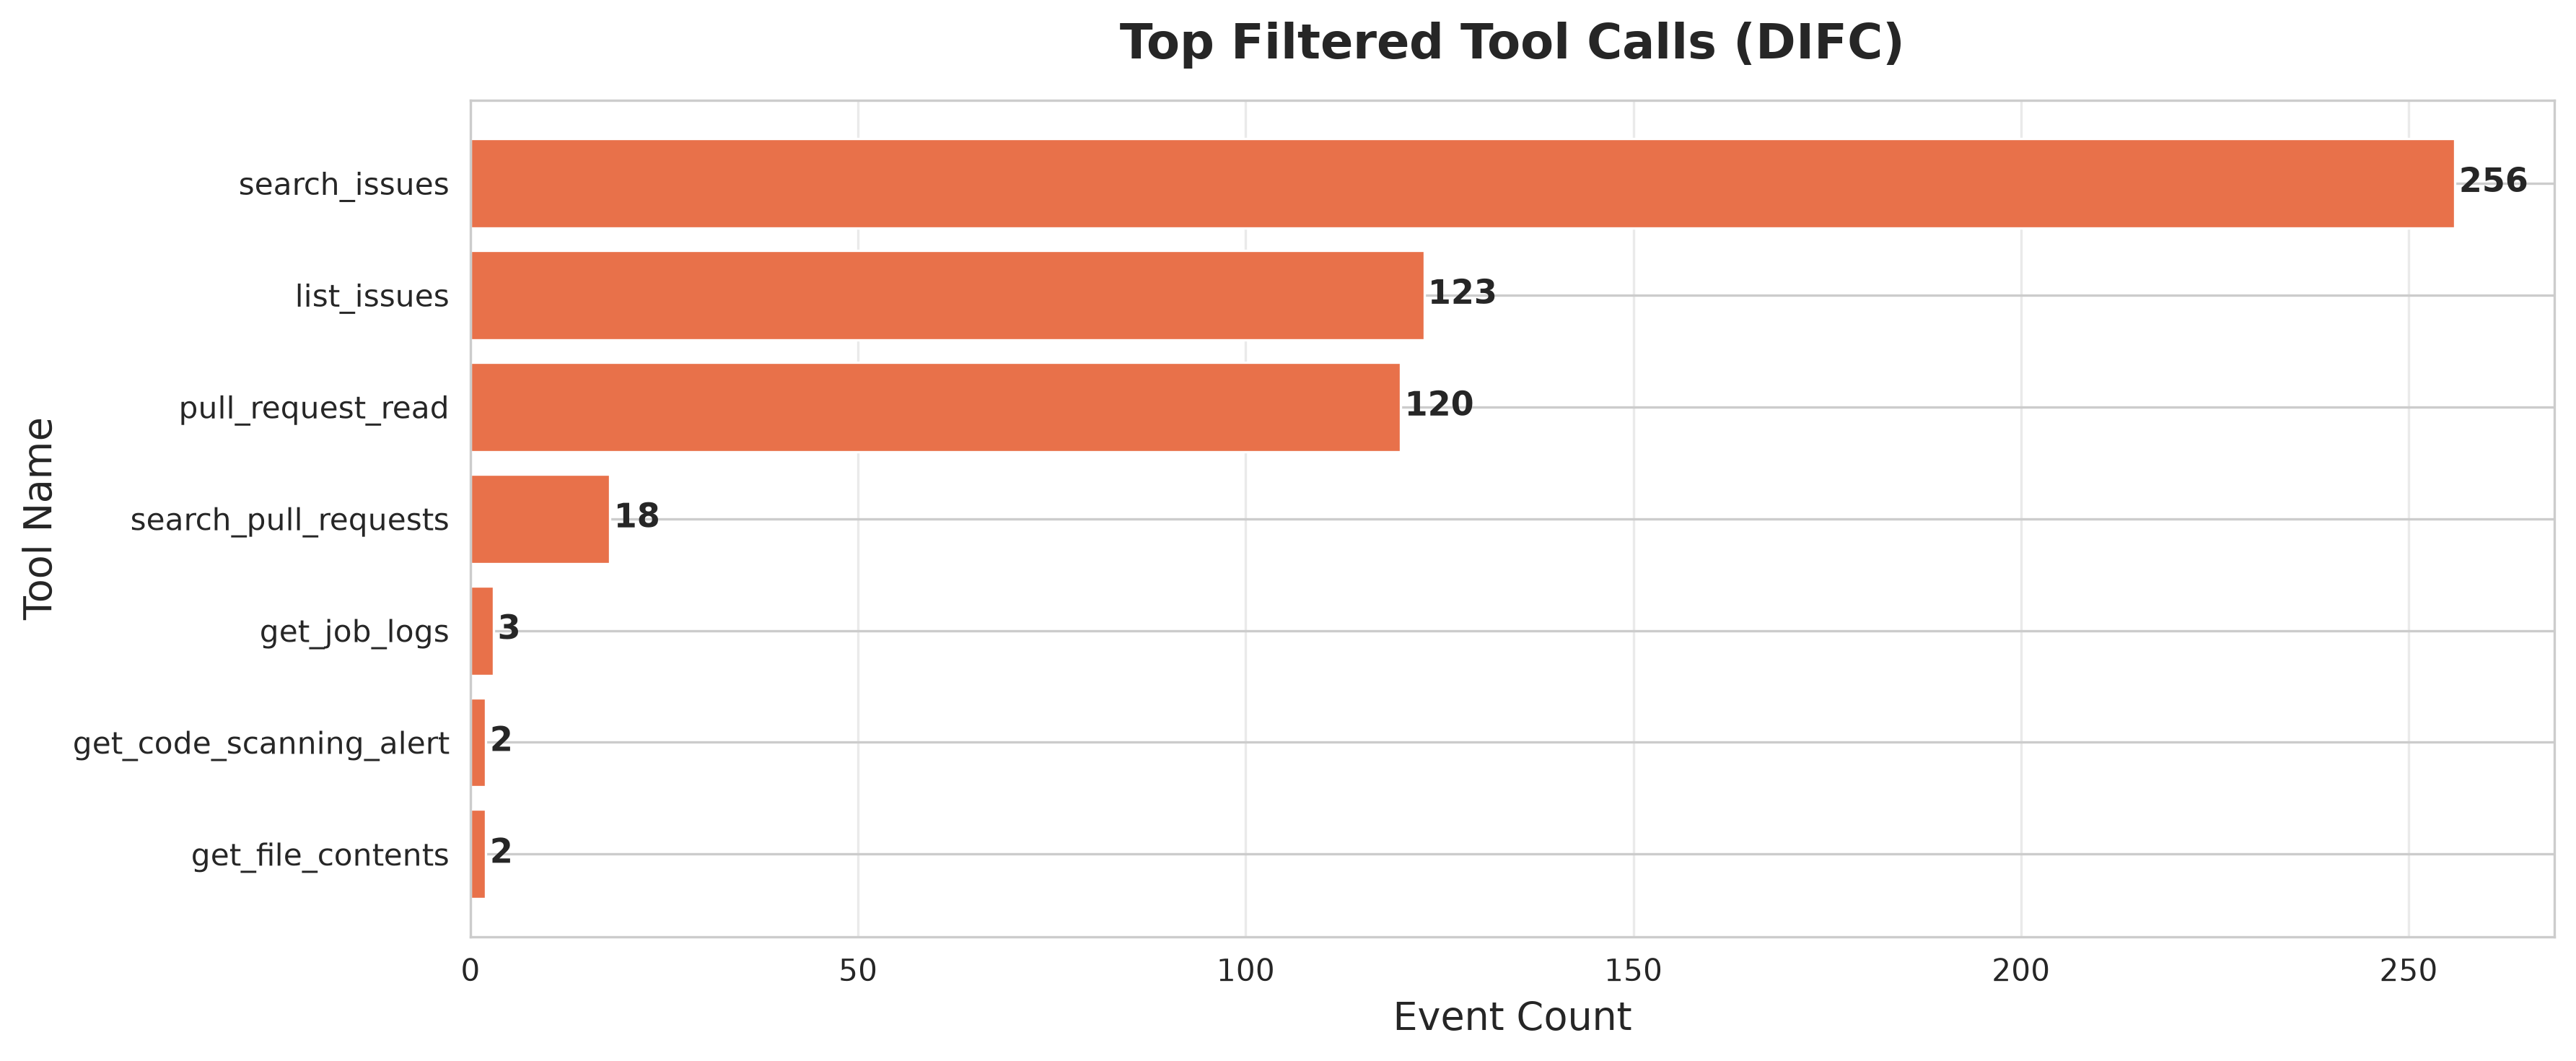 Top Filtered Tool Calls (DIFC)
Tool Name
search_issues
256
list_issues
123
pull_request_read
120
search_pull_requests
18
get_job_logs
3
get_code_scanning_alert
2
get_file_contents
2
0 50 100 150 200 250
Event Count